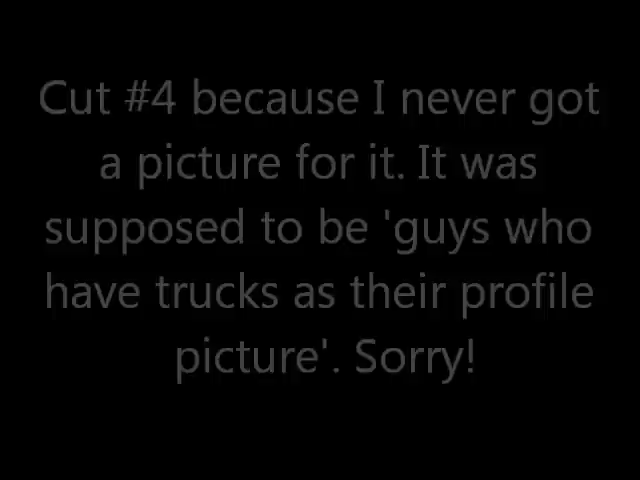 Cut #4 because I never got
a picture for it. It was
supposed to be 'guys who
have trucks as their profile
picture'. Sorry!